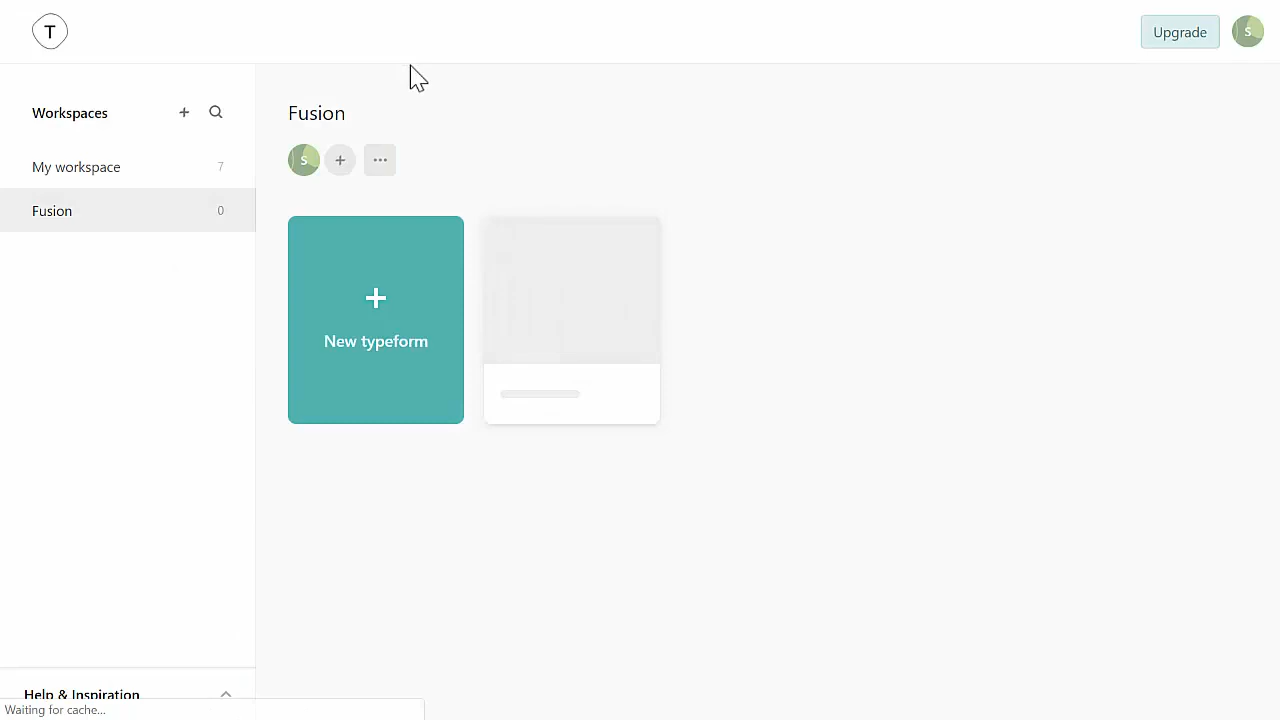 T
Upgrade
S
Workspaces
Fusion
My workspace 7
S
Fusion 0
New typeform
Help & Inspiration
Waiting for cache...